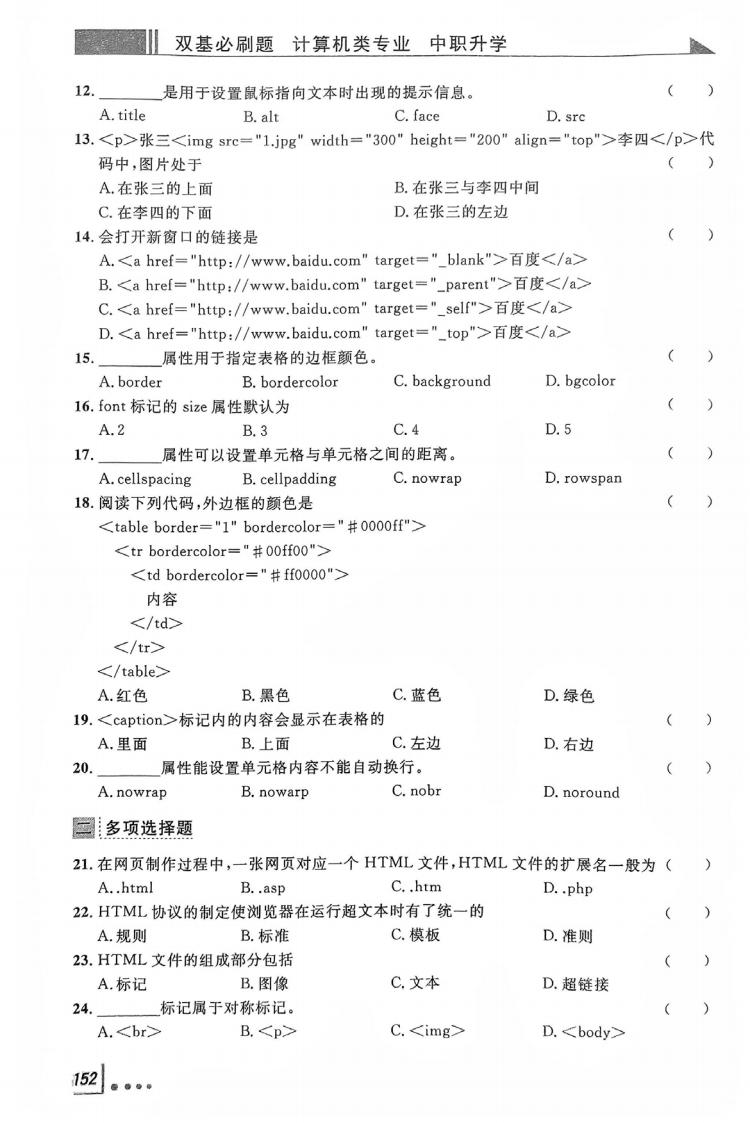 双基必刷题 计算机类专业 中职升学
12. ________是用于设置鼠标指向文本时出现的提示信息。 ( )
A. title B. alt C. face D. src
13. <p>张三<img src="1.jpg" width="300" height="200" align="top">李四</p>代
码中,图片处于 ( )
A. 在张三的上面 B. 在张三与李四中间
C. 在李四的下面 D. 在张三的左边
14. 会打开新窗口的链接是 ( )
A. <a href="http://www.baidu.com" target="_blank">百度</a>
B. <a href="http://www.baidu.com" target="_parent">百度</a>
C. <a href="http://www.baidu.com" target="_self">百度</a>
D. <a href="http://www.baidu.com" target="_top">百度</a>
15. ________属性用于指定表格的边框颜色。 ( )
A. border B. bordercolor C. background D. bgcolor
16. font 标记的 size 属性默认为 ( )
A. 2 B. 3 C. 4 D. 5
17. ________属性可以设置单元格与单元格之间的距离。 ( )
A. cellspacing B. cellpadding C. nowrap D. rowspan
18. 阅读下列代码,外边框的颜色是 ( )
<table border="1" bordercolor="#0000ff">
<tr bordercolor="#00ff00">
<td bordercolor="#ff0000">
内容
</td>
</tr>
</table>
A. 红色 B. 黑色 C. 蓝色 D. 绿色
19. <caption>标记内的内容会显示在表格的 ( )
A. 里面 B. 上面 C. 左边 D. 右边
20. ________属性能设置单元格内容不能自动换行。 ( )
A. nowrap B. nowarp C. nobr D. noround
二 多项选择题
21. 在网页制作过程中,一张网页对应一个 HTML 文件,HTML 文件的扩展名一般为 ( )
A. .html B. .asp C. .htm D. .php
22. HTML 协议的制定使浏览器在运行超文本时有了统一的 ( )
A. 规则 B. 标准 C. 模板 D. 准则
23. HTML 文件的组成部分包括 ( )
A. 标记 B. 图像 C. 文本 D. 超链接
24. ________标记属于对称标记。 ( )
A. <br> B. <p> C. <img> D. <body>
152